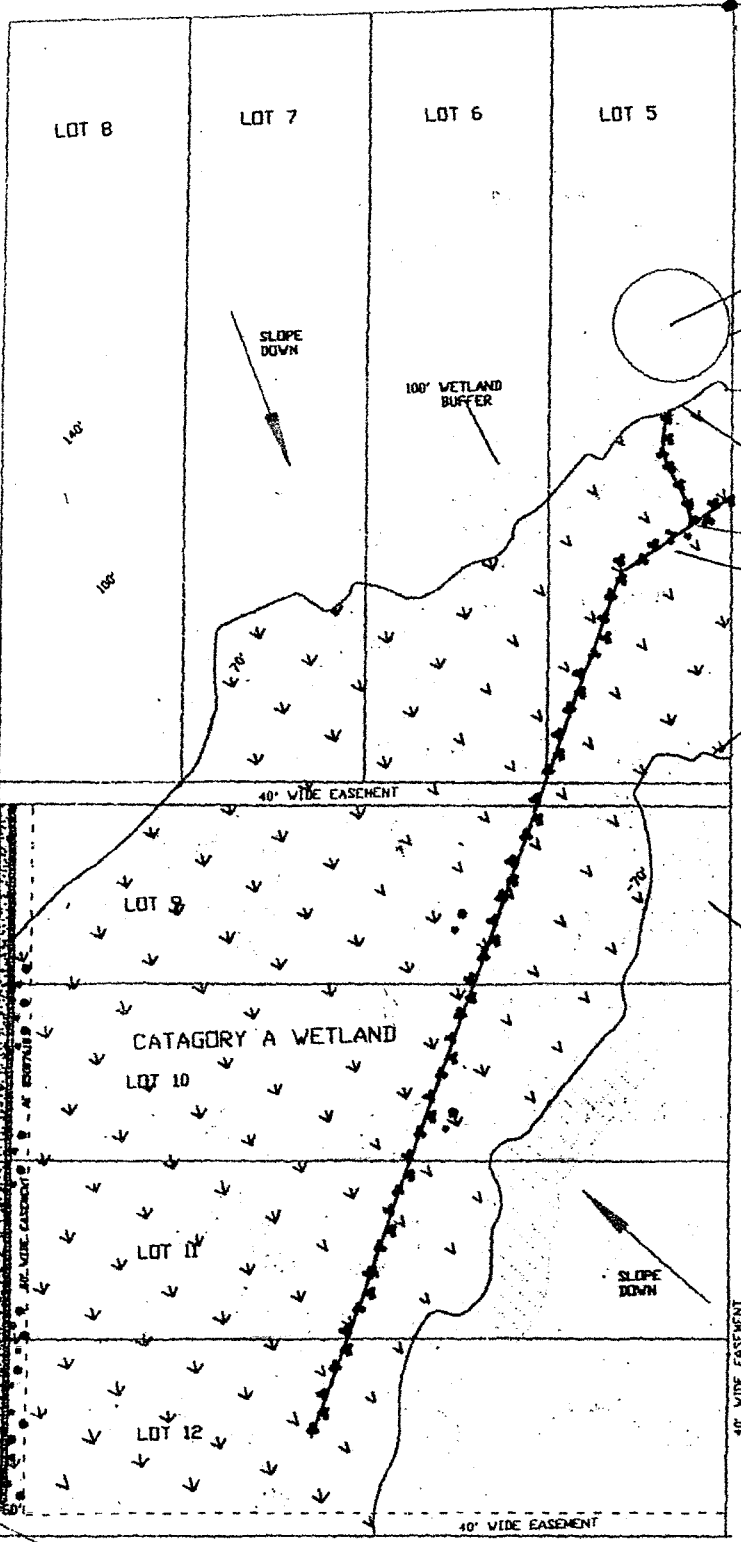 LOT 8
LOT 7
LOT 6
LOT 5
SLOPE
DOWN
100' WETLAND
BUFFER
140'
100'
70'
40' WIDE EASEMENT
70'
LOT 9
CATAGORY A WETLAND
LOT 10
WIDE EASEMENT
LOT 11
SLOPE
DOWN
40' WIDE EASEMENT
LOT 12
40' WIDE EASEMENT